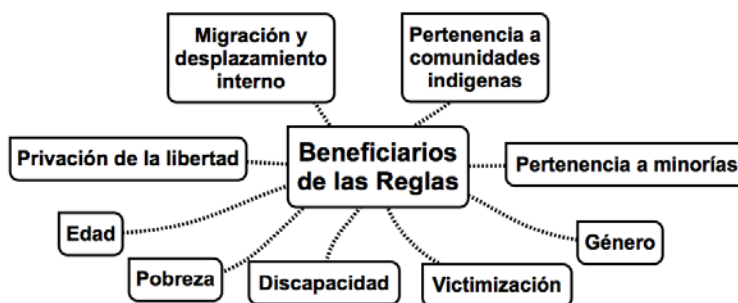 Migración y
desplazamiento
interno
Pertenencia a
comunidades
indigenas
Privación de la libertad
Beneficiarios
de las Reglas
Pertenencia a minorías
Edad
Género
Pobreza
Discapacidad
Victimización